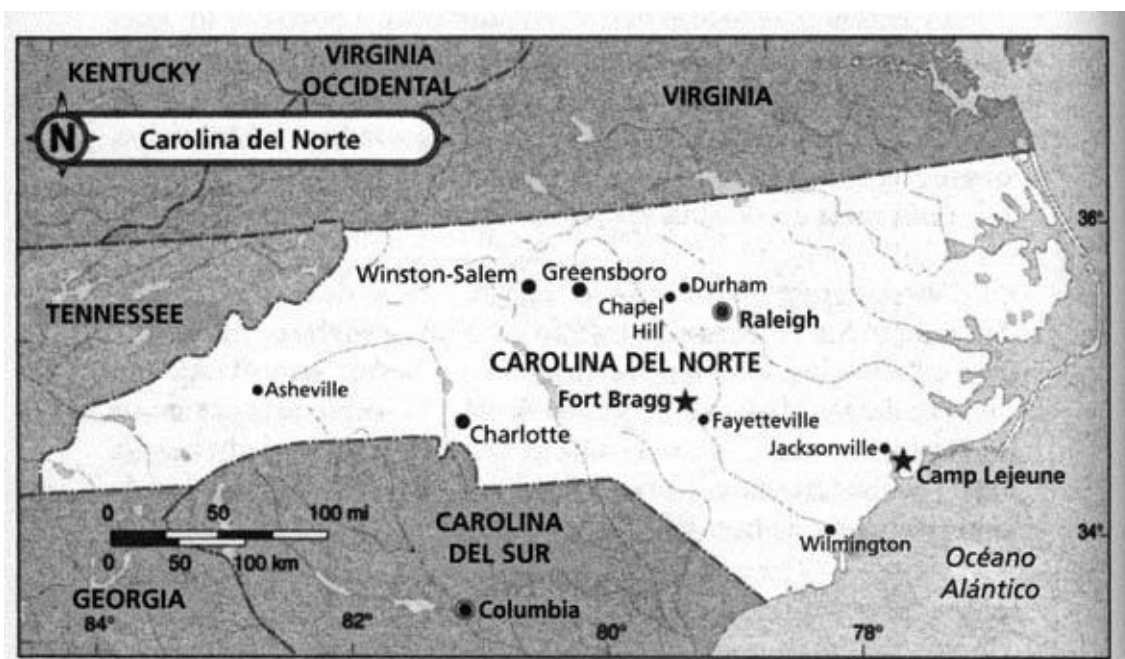 KENTUCKY
VIRGINIA
OCCIDENTAL
VIRGINIA
N
Carolina del Norte
36°
Winston-Salem
Greensboro
Durham
Chapel
Hill
Raleigh
TENNESSEE
CAROLINA DEL NORTE
Asheville
Fort Bragg
Charlotte
Fayetteville
Jacksonville
Camp Lejeune
0 50 100 mi
0 50 100 km
CAROLINA
DEL SUR
34°
Wilmington
Océano
Alántico
GEORGIA
Columbia
84° 82° 80° 78°